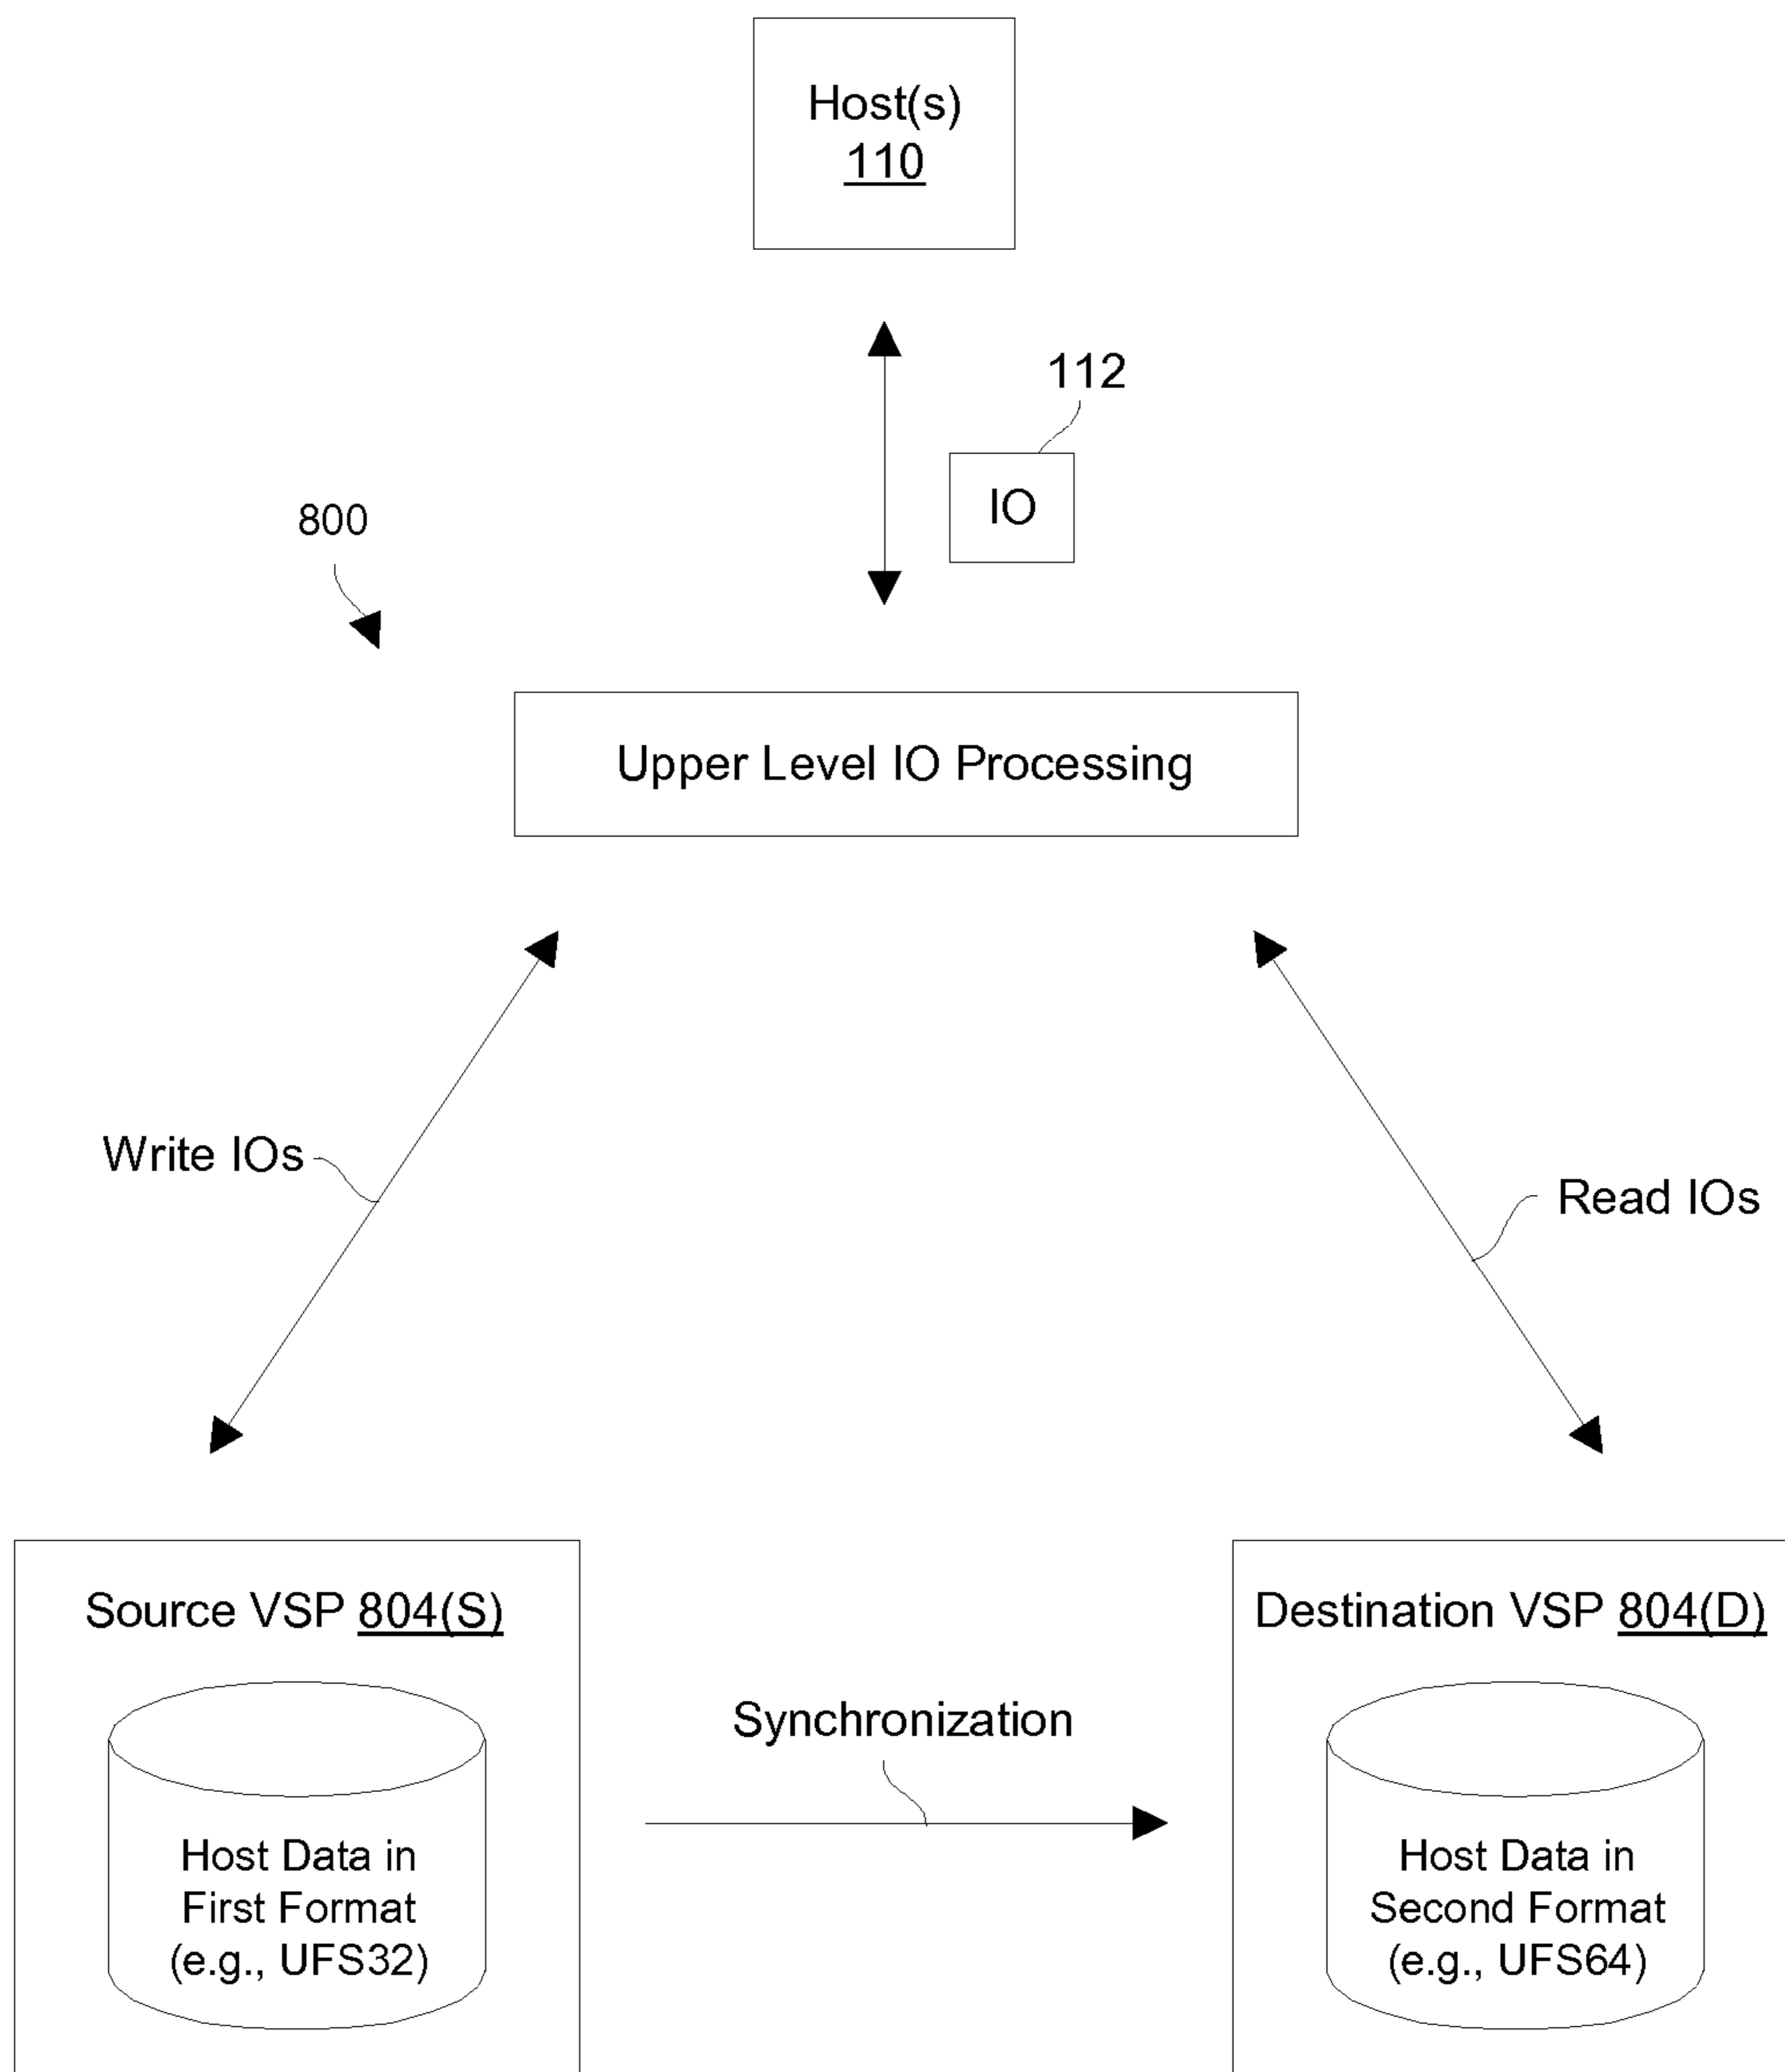 Host(s)
110
112
IO
800
Upper Level IO Processing
Write IOs
Read IOs
Source VSP 804(S)
Destination VSP 804(D)
Synchronization
Host Data in
First Format
(e.g., UFS32)
Host Data in
Second Format
(e.g., UFS64)